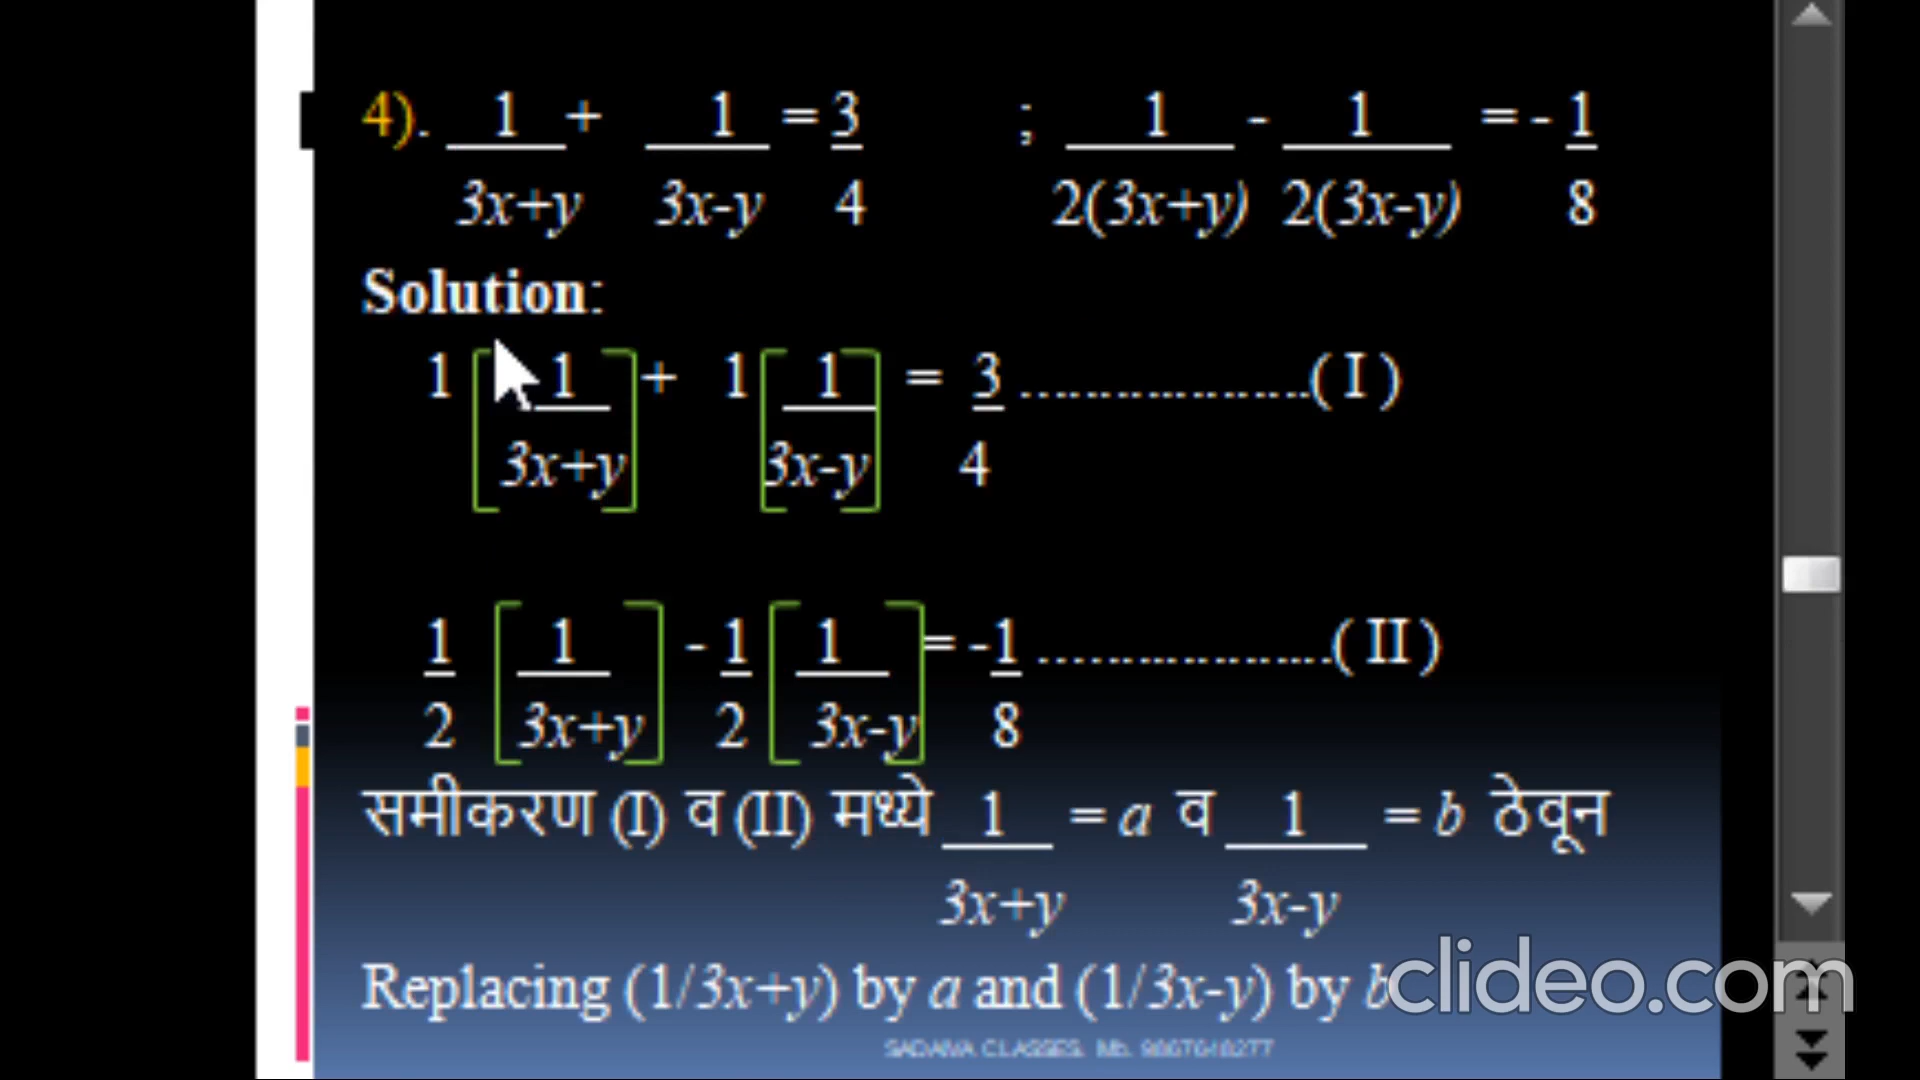 4). 1 + 1 = 3 ; 1 - 1 = - 1
3x+y 3x-y 4 2(3x+y) 2(3x-y) 8
Solution:
1 [ 1 ] + 1 [ 1 ] = 3 ...................( I )
3x+y 3x-y 4
1 [ 1 ] - 1 [ 1 ] = -1 ...................( II )
2 3x+y 2 3x-y 8
समीकरण (I) व (II) मध्ये 1 = a व 1 = b ठेवून
3x+y 3x-y
Replacing (1/3x+y) by a and (1/3x-y) by b
clideo.com